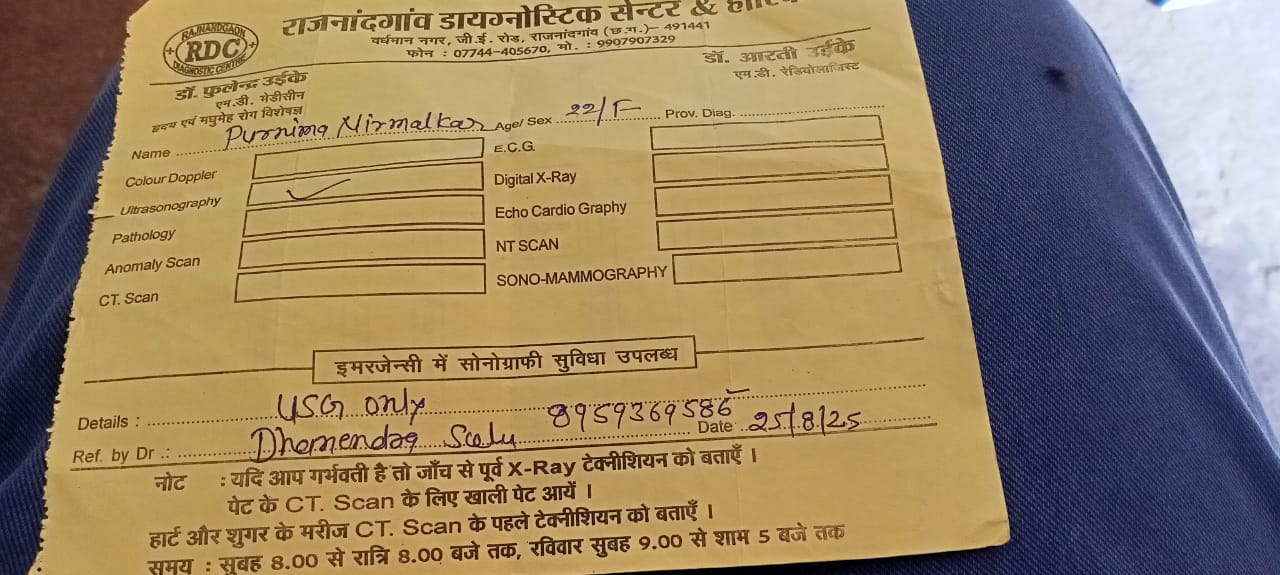 राजनांदगाँव डायग्नोस्टिक सेन्टर &
वर्धमान नगर, जी.ई. रोड, राजनांदगाँव (छ.ग.)– 491441
फोन : 07744-405670, मो. : 9907907329
RAJNANDGAON
RDC
DIAGNOSTIC CENTRE
डॉ. फुलेन्द्र उईके
एम.डी. मेडीसीन
हृदय एवं मधुमेह रोग विशेषज्ञ
डॉ. आरती उईके
एम.डी. रेडियोलाजिस्ट
Name Purnima Nirmalkar Age/ Sex 22/F Prov. Diag.
Colour Doppler E.C.G.
Ultrasonography ✓ Digital X-Ray
Pathology Echo Cardio Graphy
Anomaly Scan NT SCAN
CT. Scan SONO-MAMMOGRAPHY
इमरजेन्सी में सोनोग्राफी सुविधा उपलब्ध
Details : USG only 8959369586
Ref. by Dr .: Date 25/8/25
नोट : यदि आप गर्भवती है तो जाँच से पूर्व X-Ray टेक्नीशियन को बताएँ ।
पेट के CT. Scan के लिए खाली पेट आयें ।
हार्ट और शुगर के मरीज CT. Scan के पहले टेक्नीशियन को बताएँ ।
समय : सुबह 8.00 से रात्रि 8.00 बजे तक, रविवार सुबह 9.00 से शाम 5 बजे तक